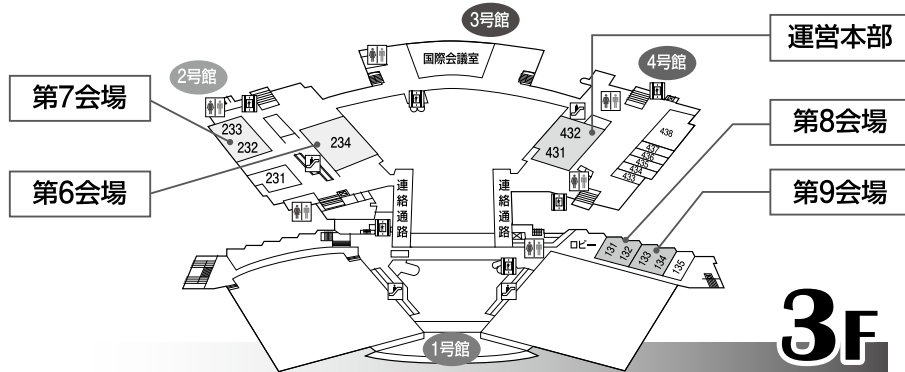 3号館
運営本部
国際会議室
4号館
2号館
第7会場
第8会場
233
232
234
432
431
438
437
436
435
434
433
231
第6会場
連絡通路
連絡通路
第9会場
ロビー
131
132
133
134
135
1号館
3F